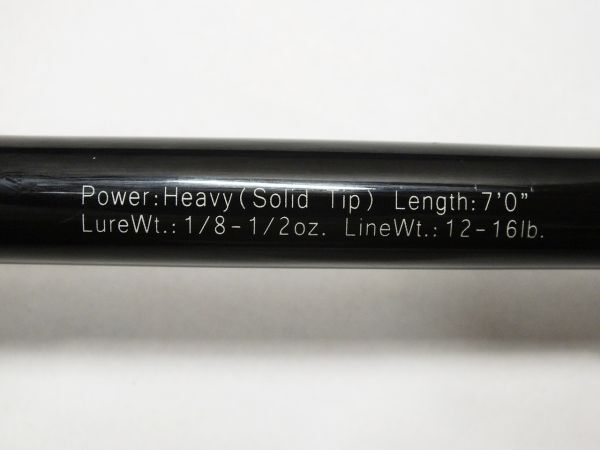 Power:Heavy(Solid Tip) Length:7'0"
LureWt.:1/8-1/2oz. LineWt.:12-16lb.